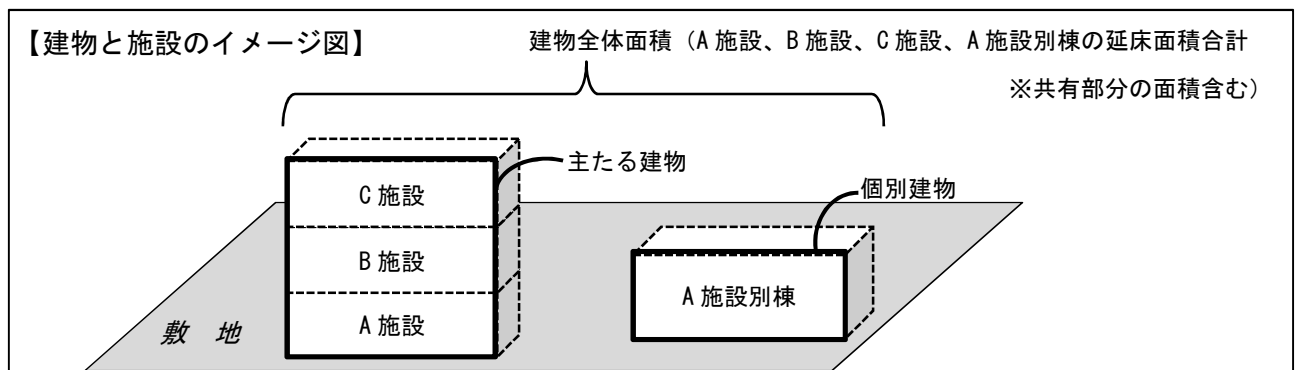 【建物と施設のイメージ図】
建物全体面積（A施設、B施設、C施設、A施設別棟の延床面積合計
※共有部分の面積含む）
主たる建物
C施設
個別建物
B施設
A施設別棟
A施設
敷 地